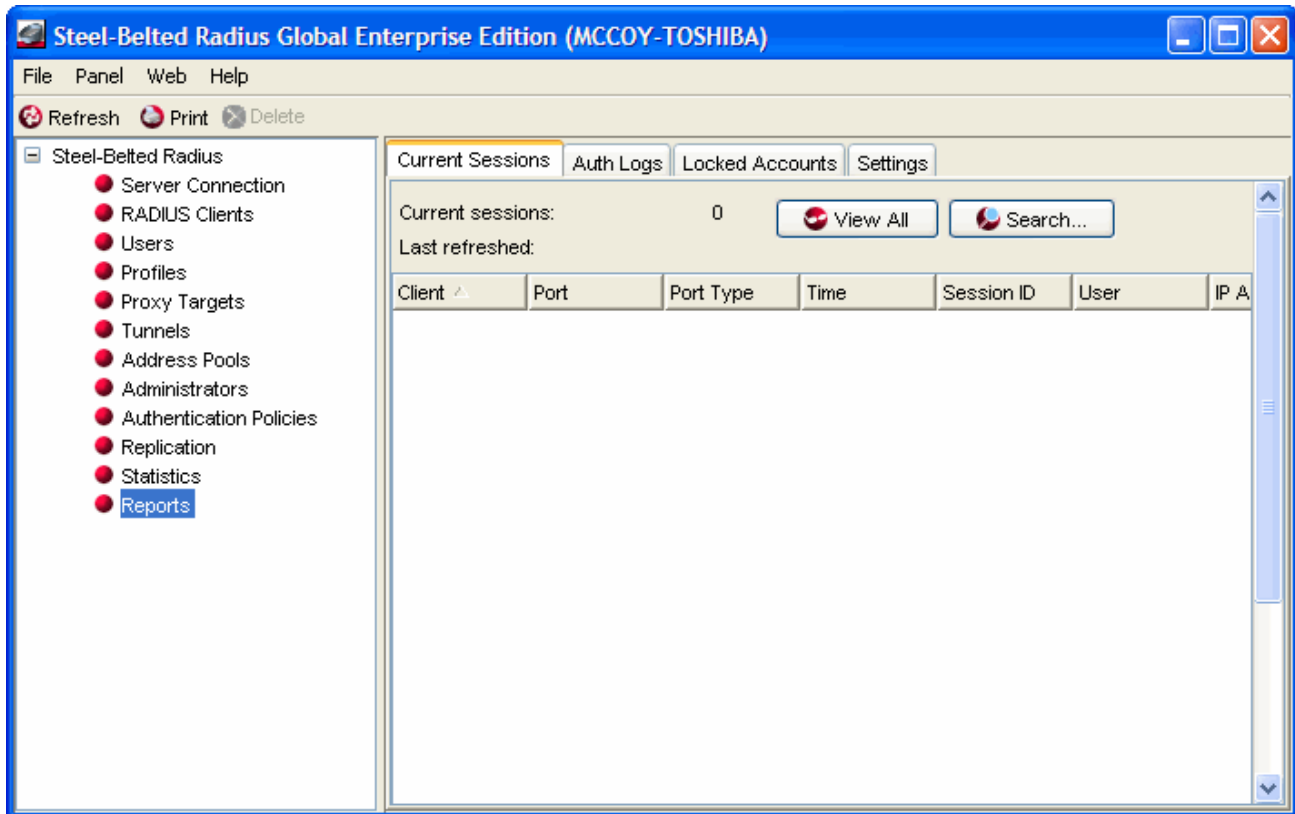 Steel-Belted Radius Global Enterprise Edition (MCCOY-TOSHIBA)
File Panel Web Help
Refresh Print Delete
Steel-Belted Radius
Server Connection
RADIUS Clients
Users
Profiles
Proxy Targets
Tunnels
Address Pools
Administrators
Authentication Policies
Replication
Statistics
Reports
Current Sessions Auth Logs Locked Accounts Settings
Current sessions: 0 View All Search...
Last refreshed:
Client Port Port Type Time Session ID User IP A